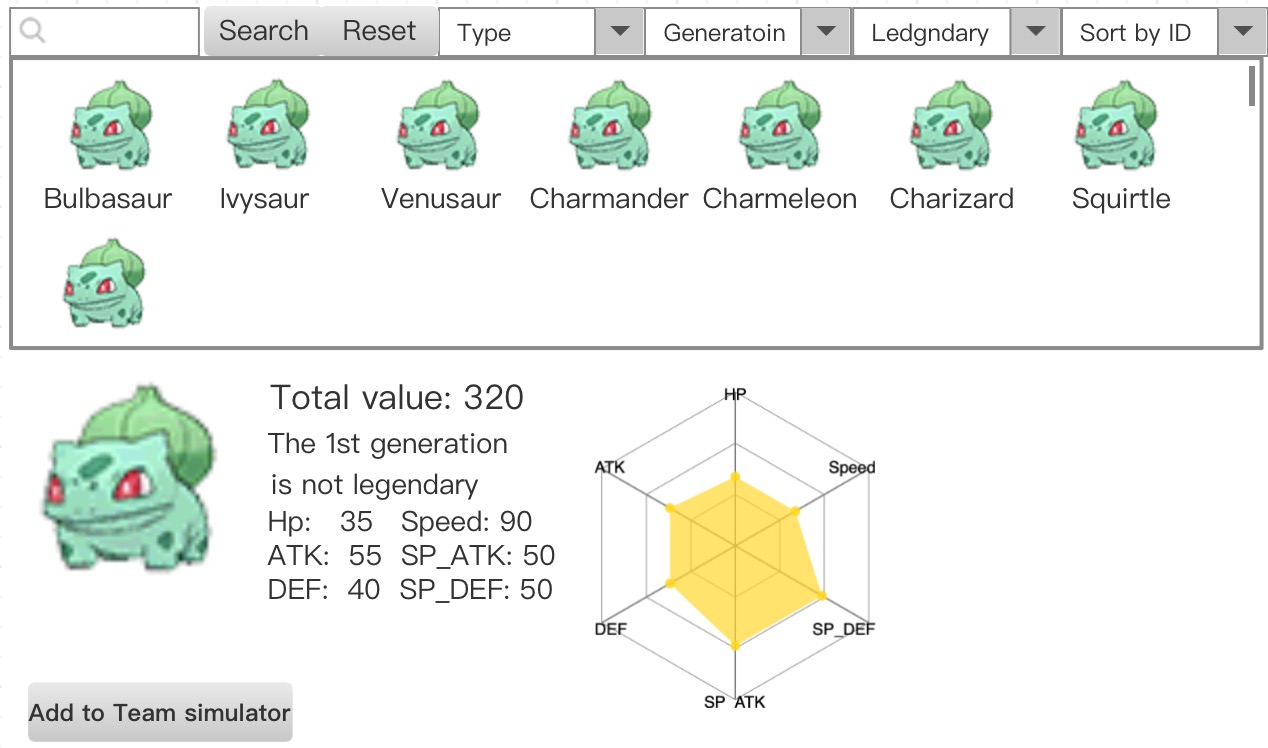 Search Reset Type Generatoin Ledgndary Sort by ID
Bulbasaur Ivysaur Venusaur Charmander Charmeleon Charizard Squirtle
Total value: 320
The 1st generation
is not legendary
Hp: 35 Speed: 90
ATK: 55 SP_ATK: 50
DEF: 40 SP_DEF: 50
HP
ATK Speed
DEF SP_DEF
SP ATK
Add to Team simulator